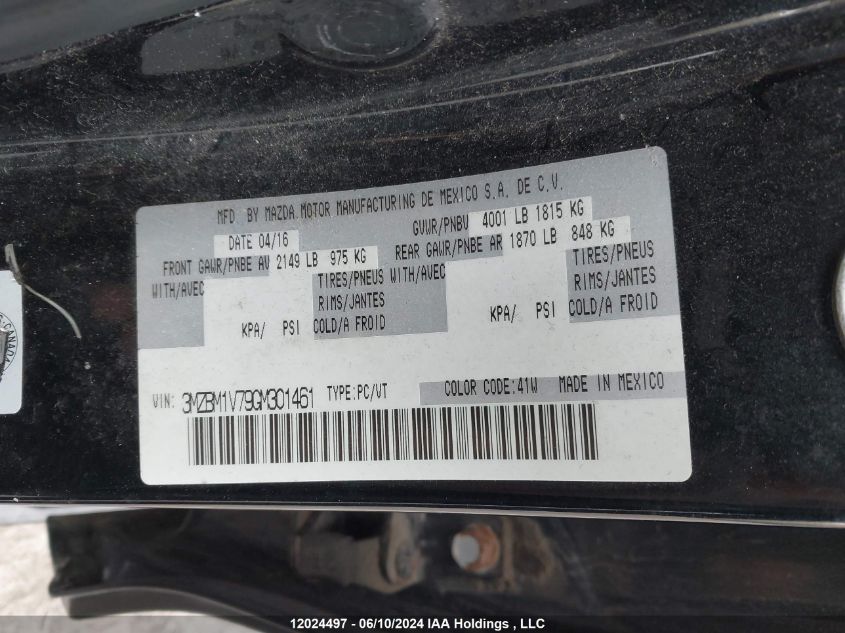 MFD BY MAZDA MOTOR MANUFACTURING DE MEXICO S.A. DE C.V.
DATE 04/16 GVWR/PNBV 4001 LB 1815 KG
FRONT GAWR/PNBE AV 2149 LB 975 KG REAR GAWR/PNBE AR 1870 LB 848 KG
WITH/AVEC TIRES/PNEUS WITH/AVEC TIRES/PNEUS
RIMS/JANTES RIMS/JANTES
KPA/ PSI COLD/A FROID KPA/ PSI COLD/A FROID
VIN: 3MZBM1V79GM301461 TYPE:PC/VT COLOR CODE:41W MADE IN MEXICO
CANADA
12024497 - 06/10/2024 IAA Holdings , LLC